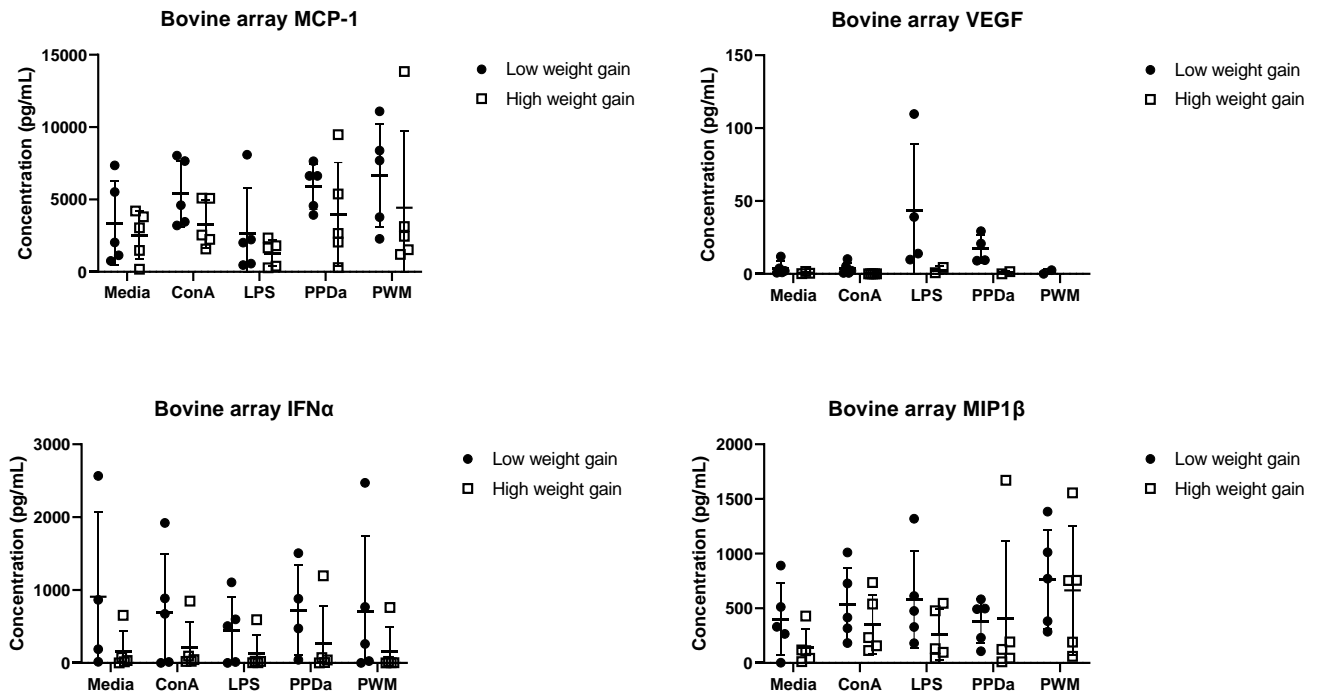 Bovine array MCP-1
Concentration (pg/mL)
15000
10000
5000
0
Media ConA LPS PPDa PWM
Low weight gain
High weight gain
Bovine array VEGF
Concentration (pg/mL)
150
100
50
0
Media ConA LPS PPDa PWM
Low weight gain
High weight gain
Bovine array IFNα
Concentration (pg/mL)
3000
2000
1000
0
Media ConA LPS PPDa PWM
Low weight gain
High weight gain
Bovine array MIP1β
Concentration (pg/mL)
2000
1500
1000
500
0
Media ConA LPS PPDa PWM
Low weight gain
High weight gain